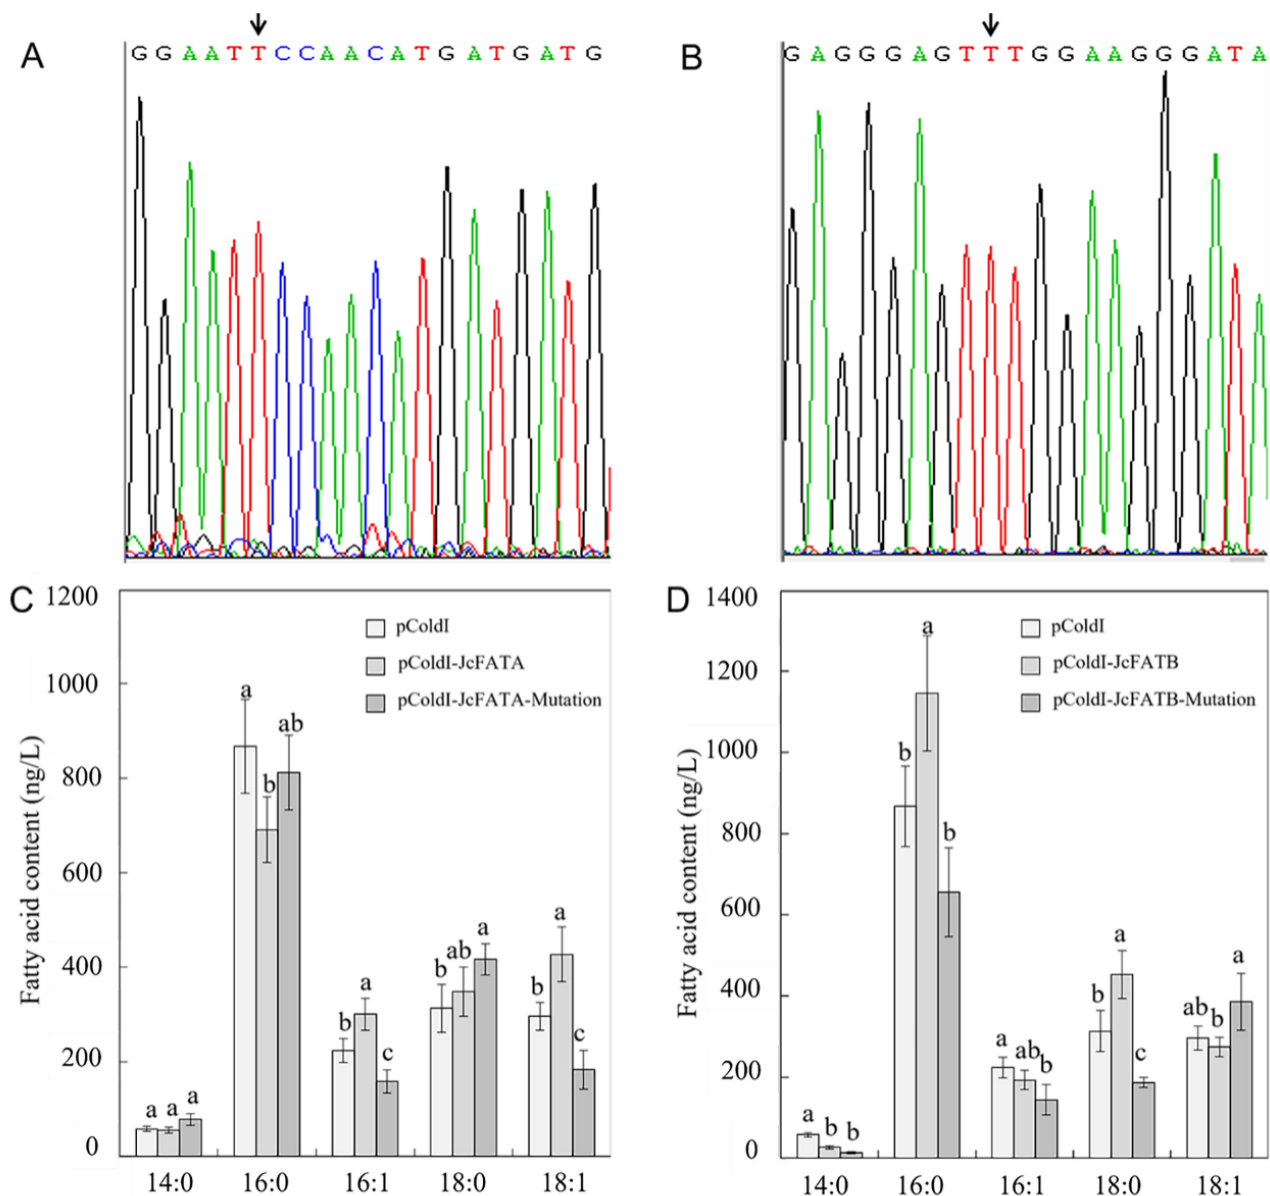 A
G G A A T T C C A A C A T G A T G A T G
B
G A G G G A G T T T G G A A G G G A T A
C
1200
1000
800
600
400
200
0
Fatty acid content (ng/L)
pColdI
pColdI-JcFATA
pColdI-JcFATA-Mutation
a a a
a b ab
b a c
b ab a
b a c
14:0 16:0 16:1 18:0 18:1
D
1400
1200
1000
800
600
400
200
0
Fatty acid content (ng/L)
pColdI
pColdI-JcFATB
pColdI-JcFATB-Mutation
a b b
b a b
a ab b
b a c
ab b a
14:0 16:0 16:1 18:0 18:1